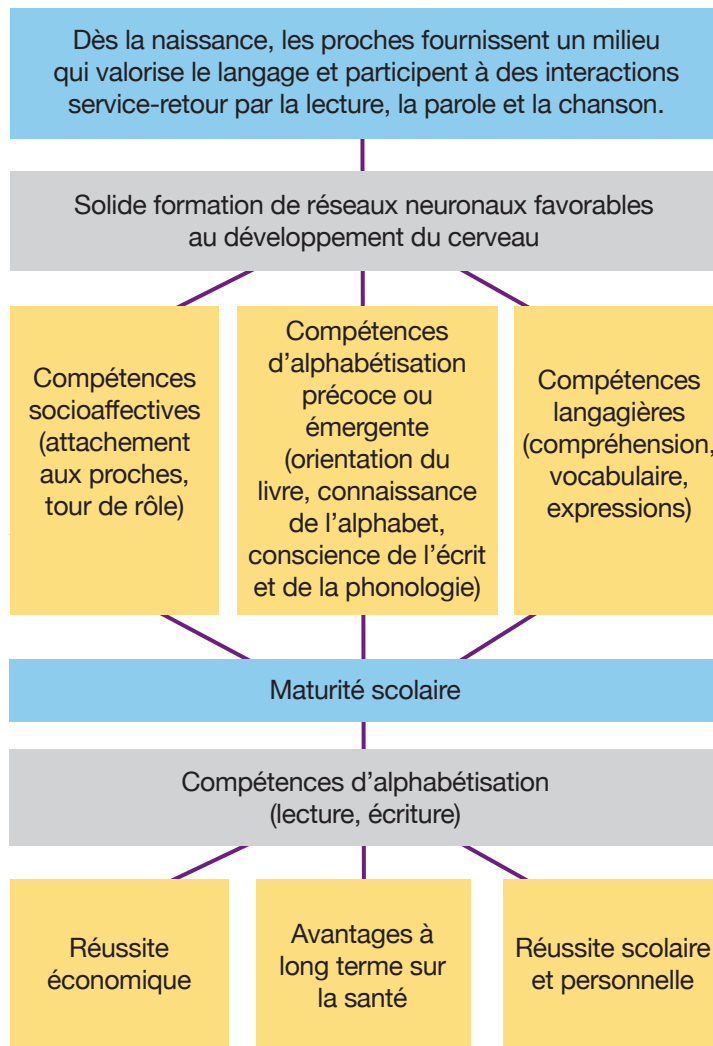 Dès la naissance, les proches fournissent un milieu
qui valorise le langage et participent à des interactions
service-retour par la lecture, la parole et la chanson.
Solide formation de réseaux neuronaux favorables
au développement du cerveau
Compétences
socioaffectives
(attachement
aux proches,
tour de rôle)
Compétences
d’alphabétisation
précoce ou
émergente
(orientation du
livre, connaissance
de l’alphabet,
conscience de l’écrit
et de la phonologie)
Compétences
langagières
(compréhension,
vocabulaire,
expressions)
Maturité scolaire
Compétences d’alphabétisation
(lecture, écriture)
Réussite
économique
Avantages à
long terme sur
la santé
Réussite scolaire
et personnelle